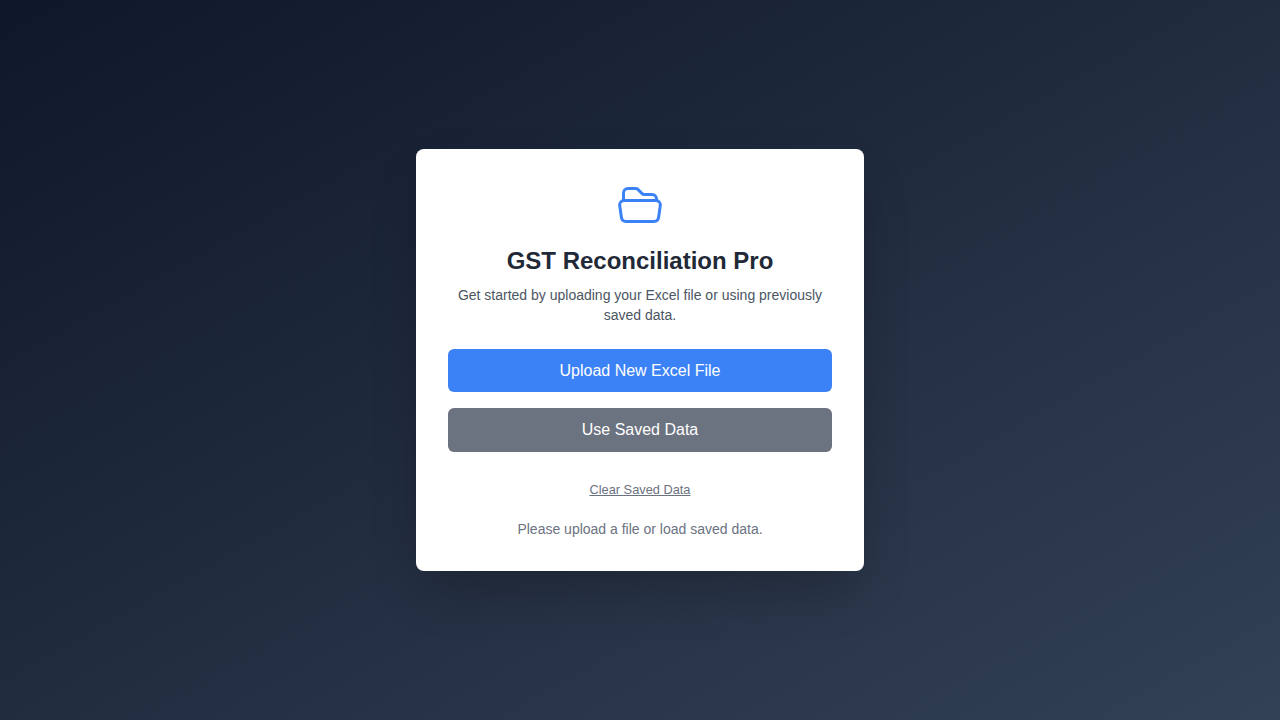 GST Reconciliation Pro
Get started by uploading your Excel file or using previously
saved data.
Upload New Excel File
Use Saved Data
Clear Saved Data
Please upload a file or load saved data.